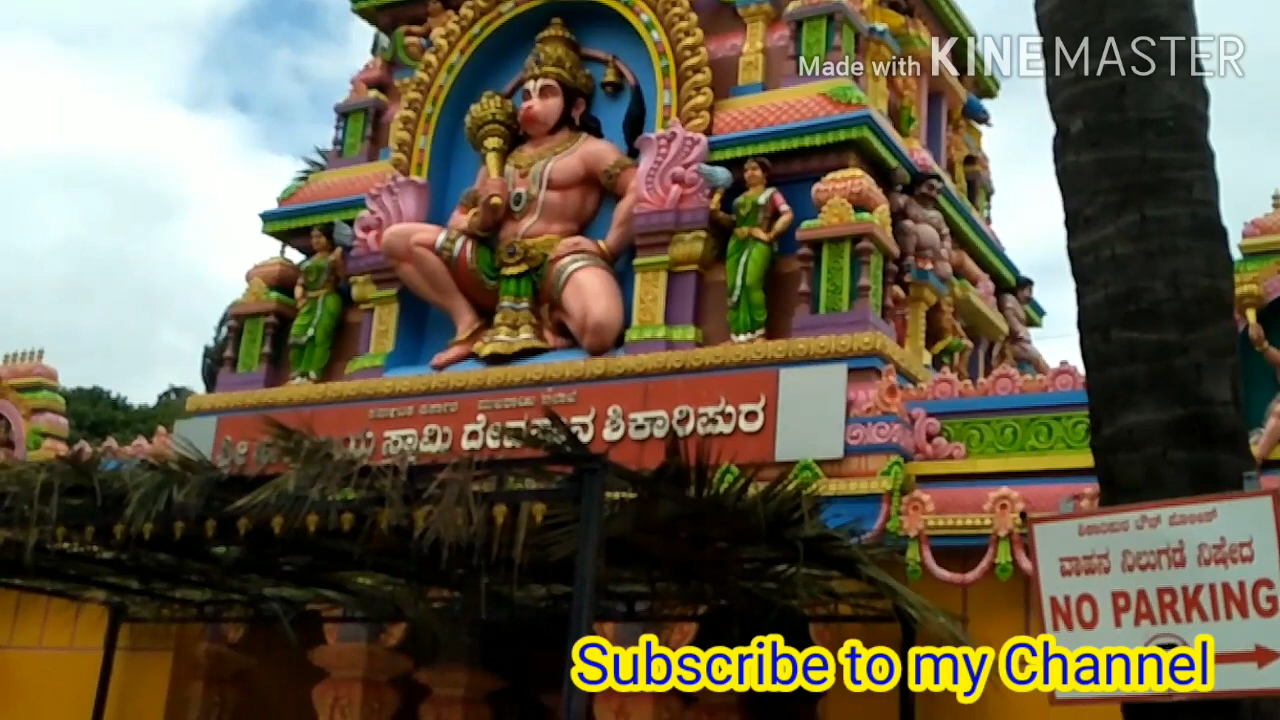 Made with KINEMASTER
ಸ್ವಾಮಿ ದೇವಸ್ಥಾನ ಶಿಕಾರಿಪುರ
ಶಿಕಾರಿಪುರ ಟೌನ್ ಪೊಲೀಸ್
ವಾಹನ ನಿಲುಗಡೆ ನಿಷೇದ
NO PARKING
Subscribe to my Channel